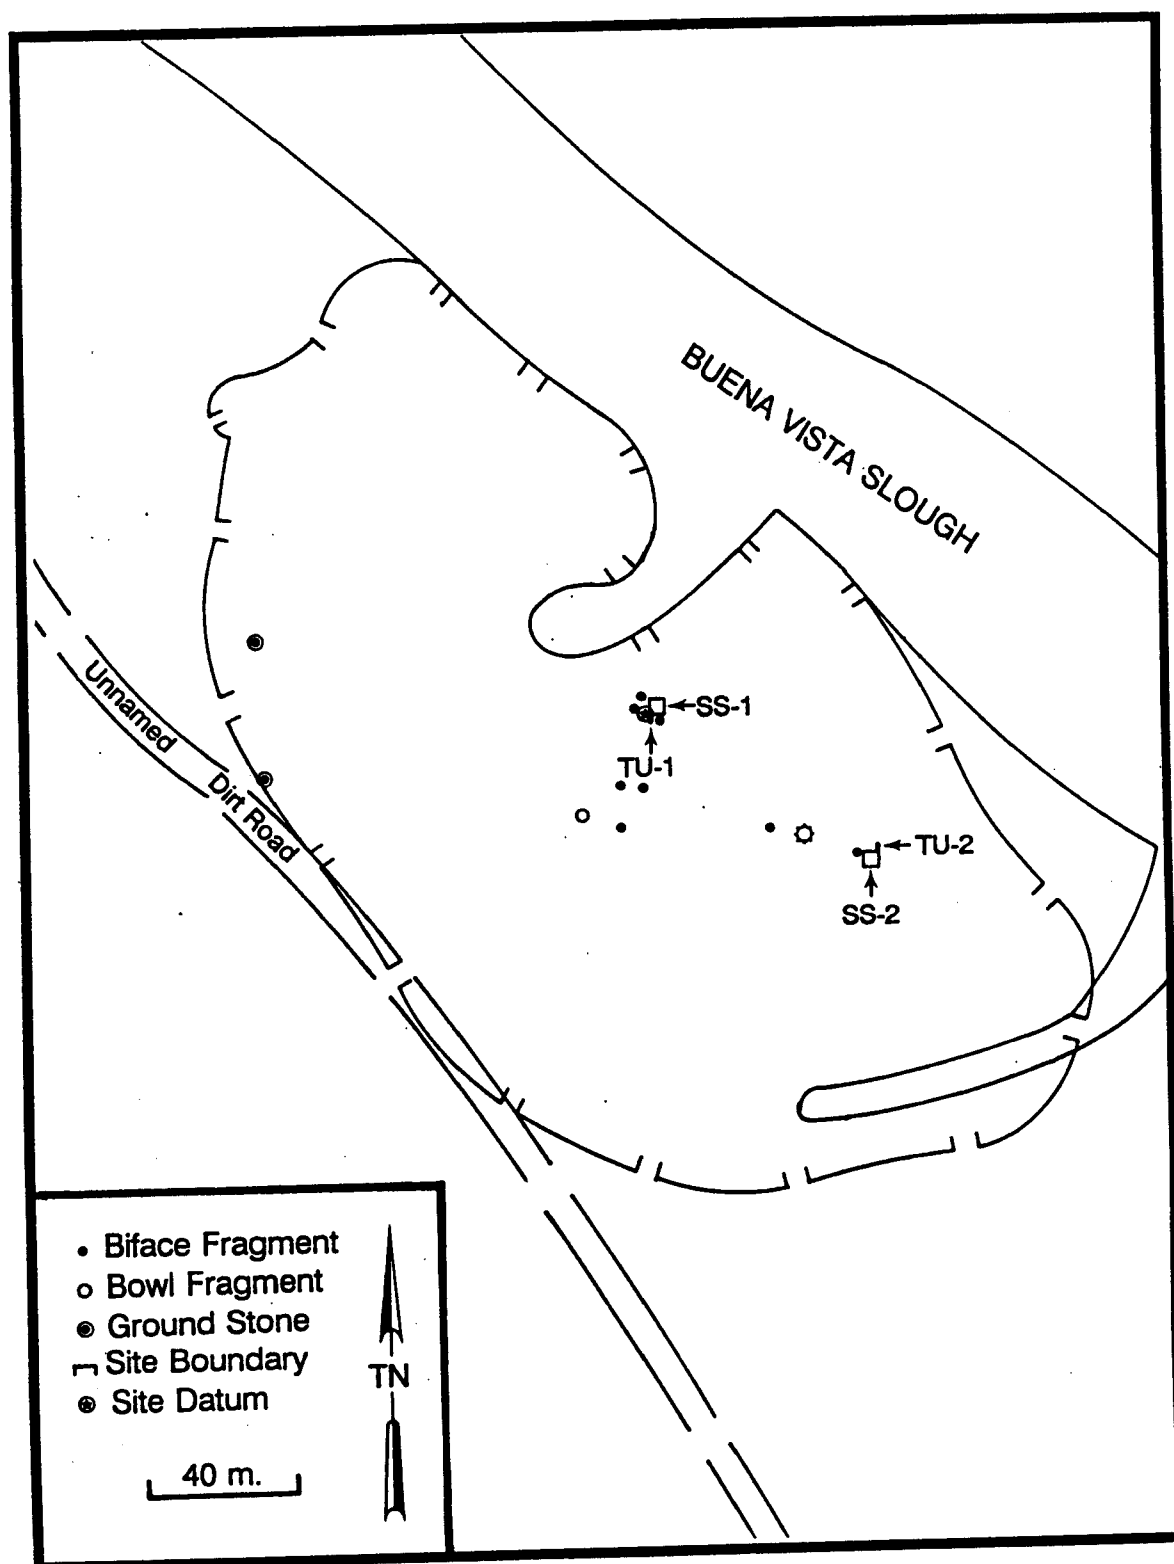 BUENA VISTA SLOUGH
Unnamed
Dirt Road
SS-1
TU-1
TU-2
SS-2
Biface Fragment
Bowl Fragment
Ground Stone
Site Boundary
Site Datum
TN
40 m.